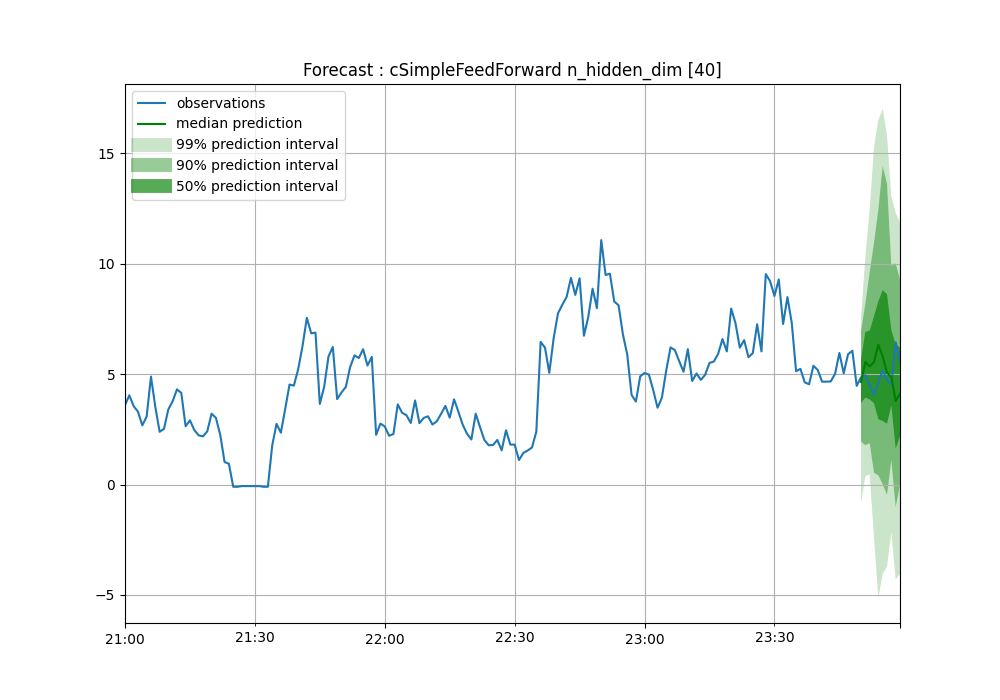 Forecast : cSimpleFeedForward n_hidden_dim [40]
observations
median prediction
99% prediction interval
90% prediction interval
50% prediction interval
15
10
5
0
−5
21:00
21:30
22:00
22:30
23:00
23:30